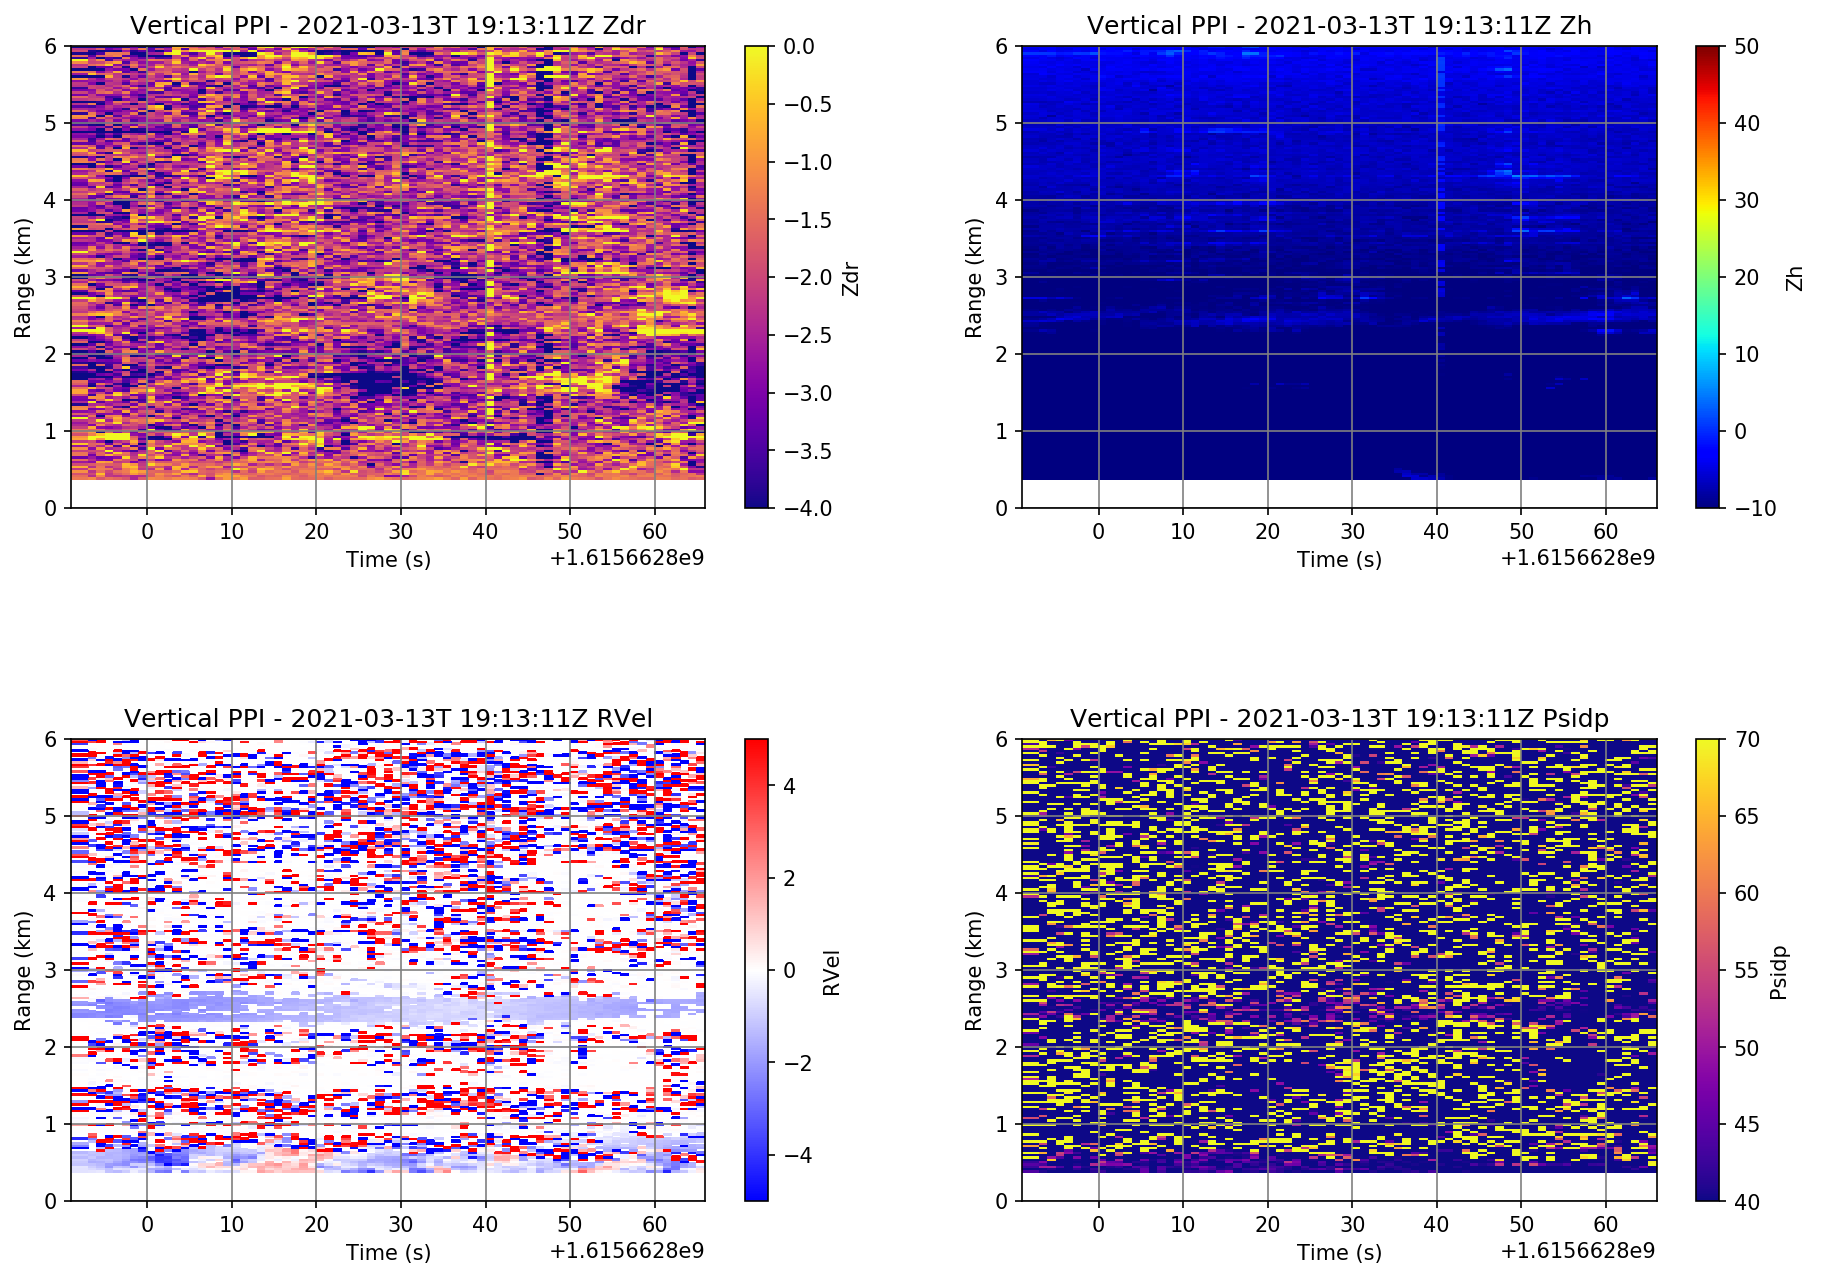 Vertical PPI - 2021-03-13T 19:13:11Z Zdr
6
5
4
3
2
1
0
Range (km)
0 10 20 30 40 50 60
Time (s)
+1.6156628e9
0.0
−0.5
−1.0
−1.5
−2.0
−2.5
−3.0
−3.5
−4.0
Zdr
Vertical PPI - 2021-03-13T 19:13:11Z Zh
6
5
4
3
2
1
0
Range (km)
0 10 20 30 40 50 60
Time (s)
+1.6156628e9
50
40
30
20
10
0
−10
Zh
Vertical PPI - 2021-03-13T 19:13:11Z RVel
6
5
4
3
2
1
0
Range (km)
0 10 20 30 40 50 60
Time (s)
+1.6156628e9
4
2
0
−2
−4
RVel
Vertical PPI - 2021-03-13T 19:13:11Z Psidp
6
5
4
3
2
1
0
Range (km)
0 10 20 30 40 50 60
Time (s)
+1.6156628e9
70
65
60
55
50
45
40
Psidp